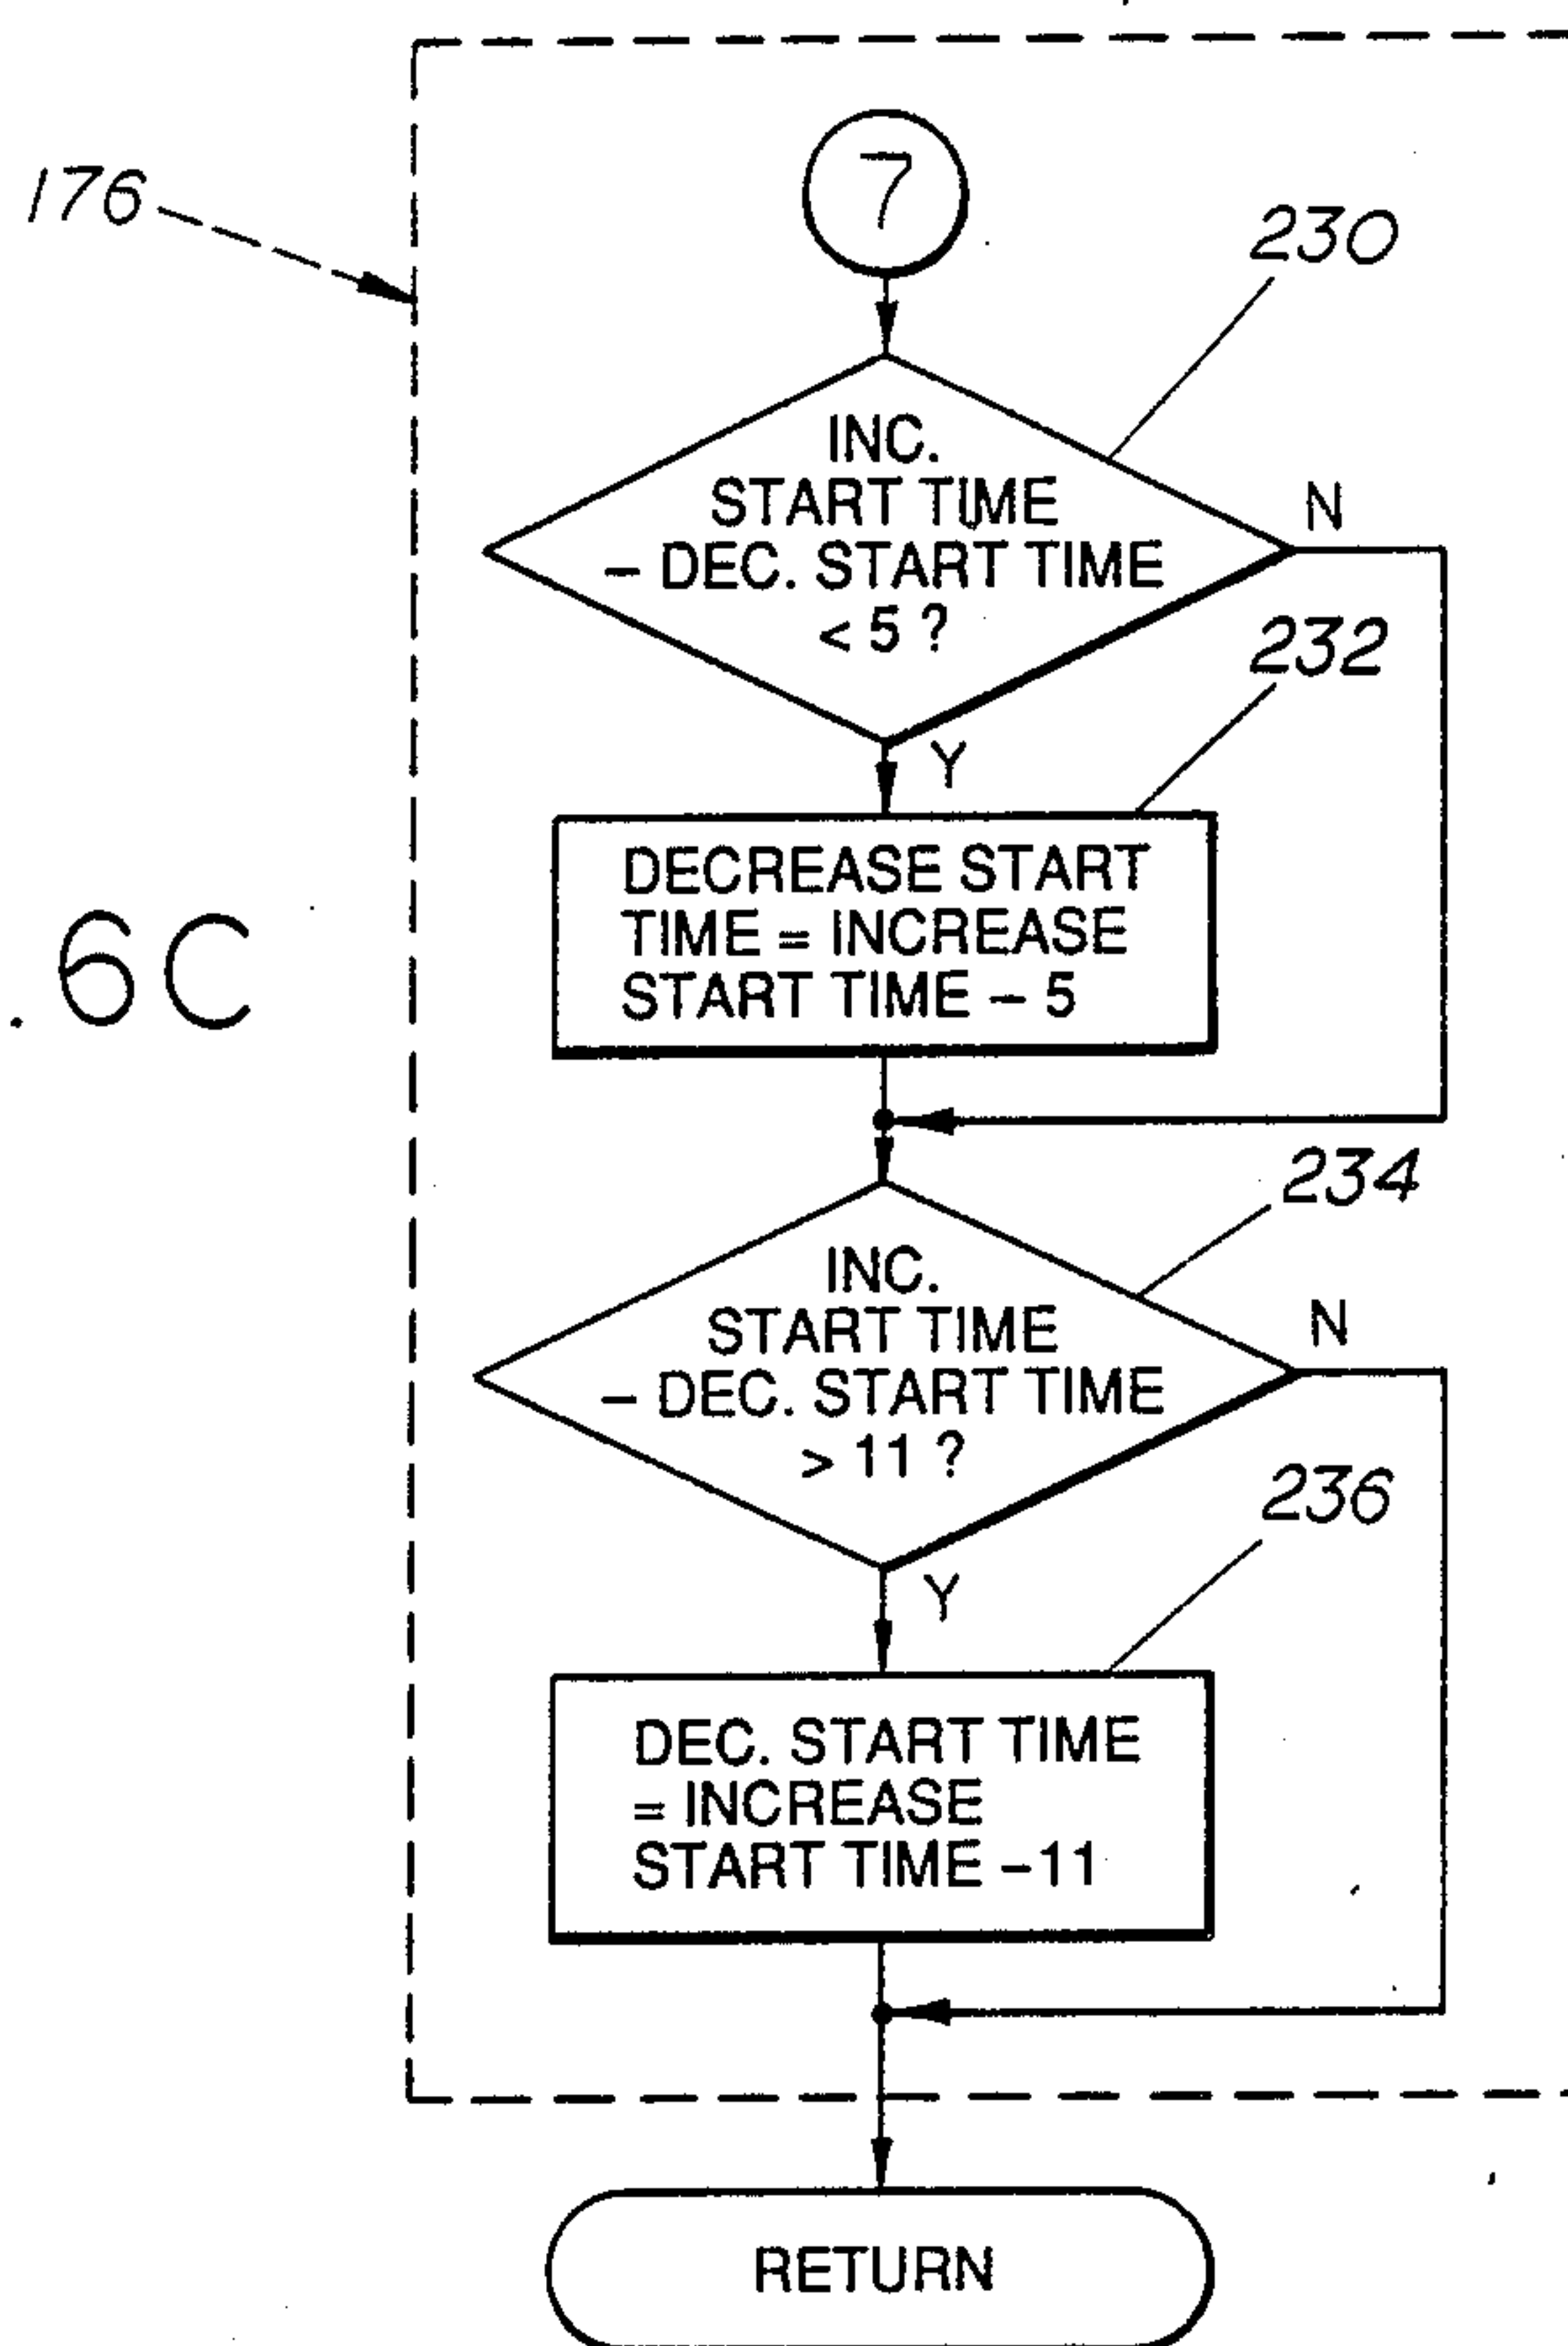 176
7
230
INC.
START TIME
– DEC. START TIME
< 5 ?
N
232
Y
DECREASE START
TIME = INCREASE
START TIME – 5
. 6C
234
INC.
START TIME
– DEC. START TIME
> 11 ?
N
236
Y
DEC. START TIME
= INCREASE
START TIME –11
RETURN